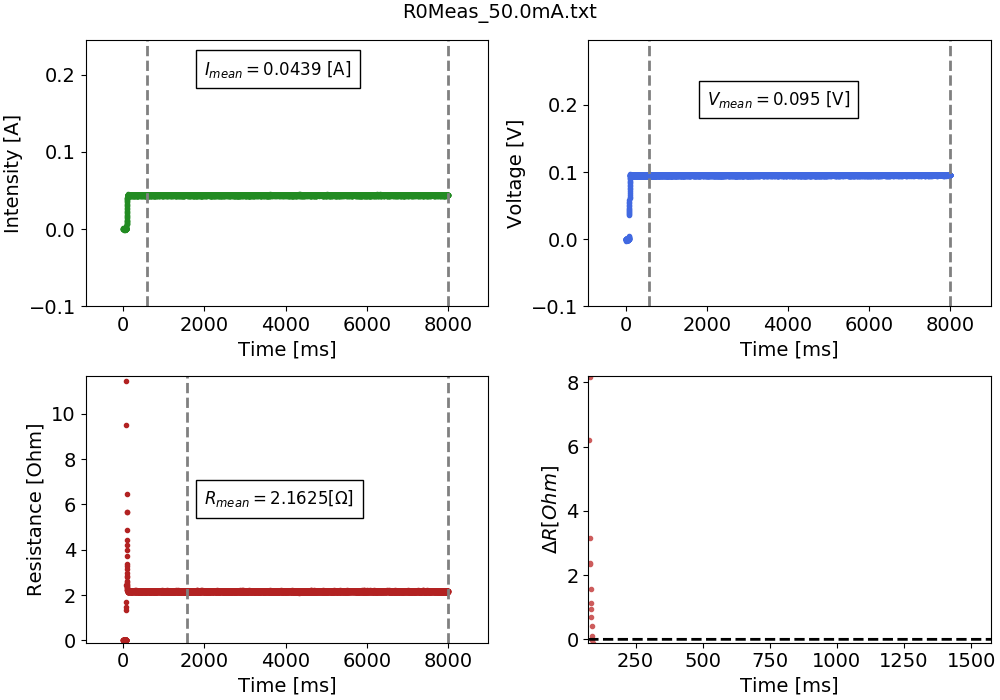 R0Meas_50.0mA.txt
Intensity [A]
0.2
0.1
0.0
−0.1
I_mean = 0.0439 [A]
0 2000 4000 6000 8000
Time [ms]
Voltage [V]
0.2
0.1
0.0
−0.1
V_mean = 0.095 [V]
0 2000 4000 6000 8000
Time [ms]
Resistance [Ohm]
10
8
6
4
2
0
R_mean = 2.1625[Ω]
0 2000 4000 6000 8000
Time [ms]
ΔR[Ohm]
8
6
4
2
0
250 500 750 1000 1250 1500
Time [ms]